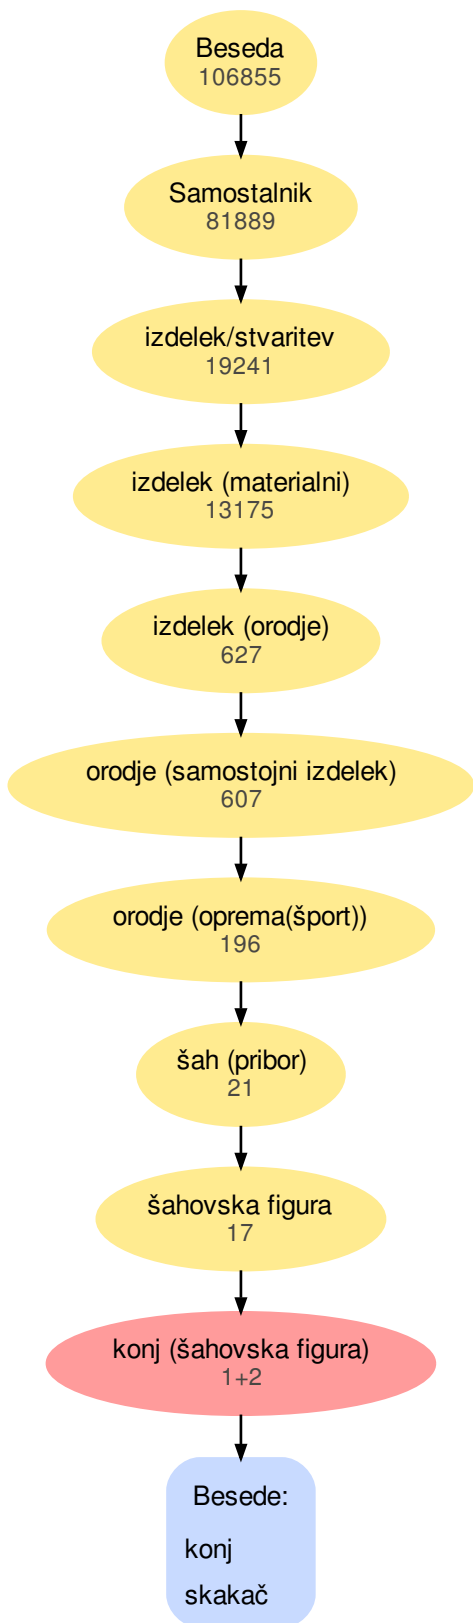 Beseda
106855
Samostalnik
81889
izdelek/stvaritev
19241
izdelek (materialni)
13175
izdelek (orodje)
627
orodje (samostojni izdelek)
607
orodje (oprema(šport))
196
šah (pribor)
21
šahovska figura
17
konj (šahovska figura)
1+2
Besede:
konj
skakač